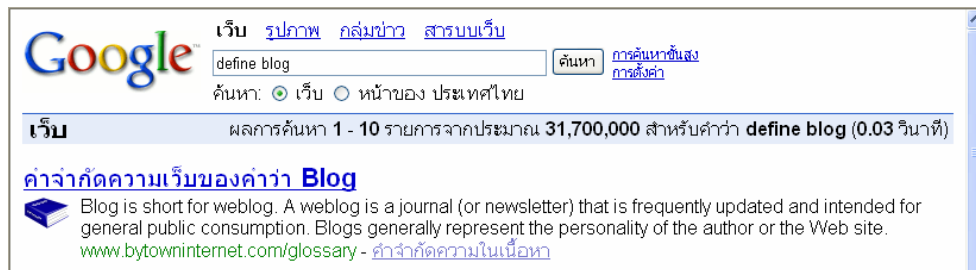 Google™
เว็บ รูปภาพ กลุ่มข่าว สารบบเว็บ
define blog ค้นหา การค้นหาขั้นสูง
การตั้งค่า
ค้นหา: เว็บ หน้าของ ประเทศไทย
เว็บ ผลการค้นหา 1 - 10 รายการจากประมาณ 31,700,000 สำหรับคำว่า define blog (0.03 วินาที)
คำจำกัดความเว็บของคำว่า Blog
Blog is short for weblog. A weblog is a journal (or newsletter) that is frequently updated and intended for
general public consumption. Blogs generally represent the personality of the author or the Web site.
www.bytowninternet.com/glossary - คำจำกัดความในเนื้อหา